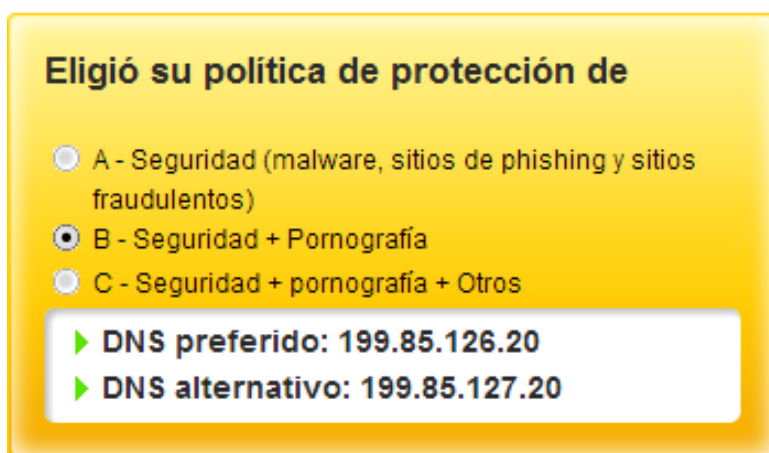 Eligió su política de protección de
A - Seguridad (malware, sitios de phishing y sitios
fraudulentos)
B - Seguridad + Pornografía
C - Seguridad + pornografía + Otros
DNS preferido: 199.85.126.20
DNS alternativo: 199.85.127.20